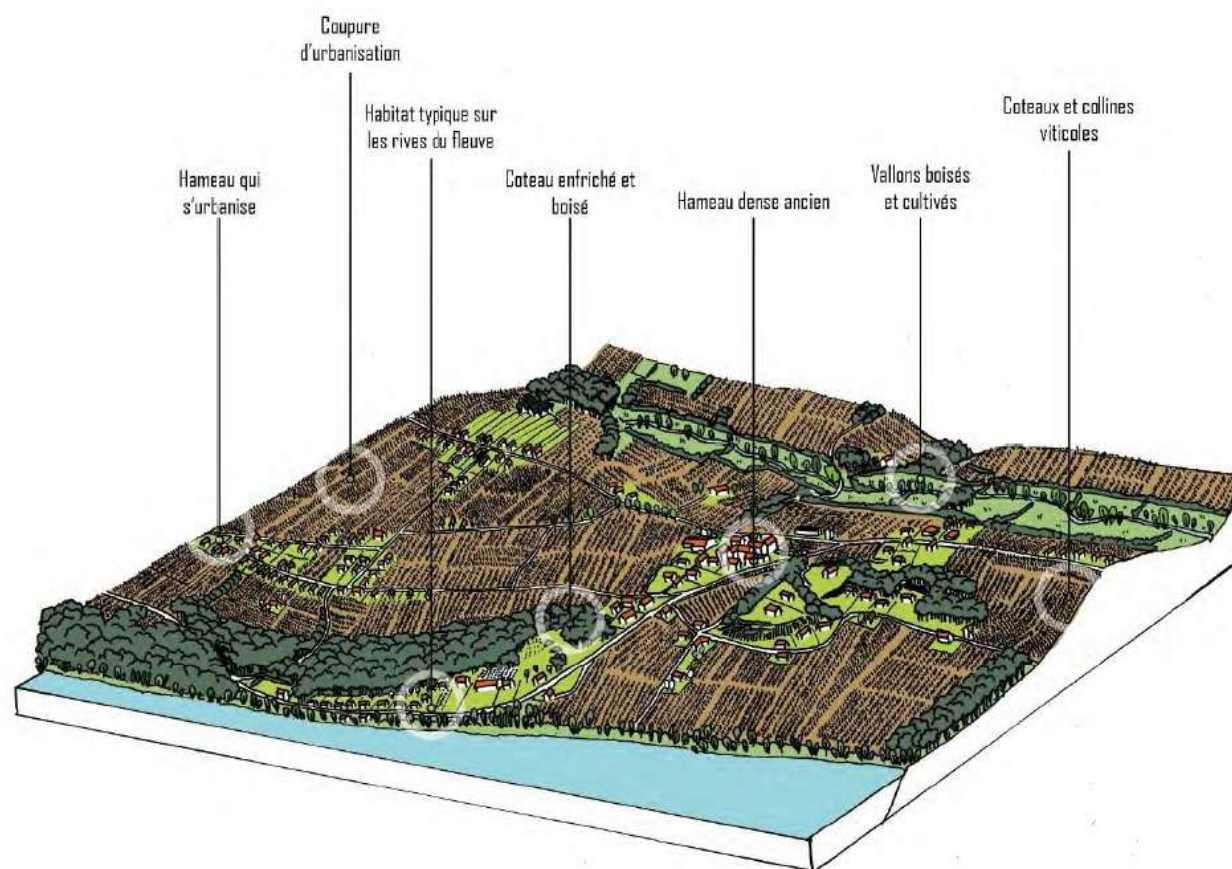 Coupure
d'urbanisation
Habitat typique sur
les rives du fleuve
Coteaux et collines
viticoles
Hameau qui
s'urbanise
Coteau enfriché et
boisé
Hameau dense ancien
Vallons boisés
et cultivés